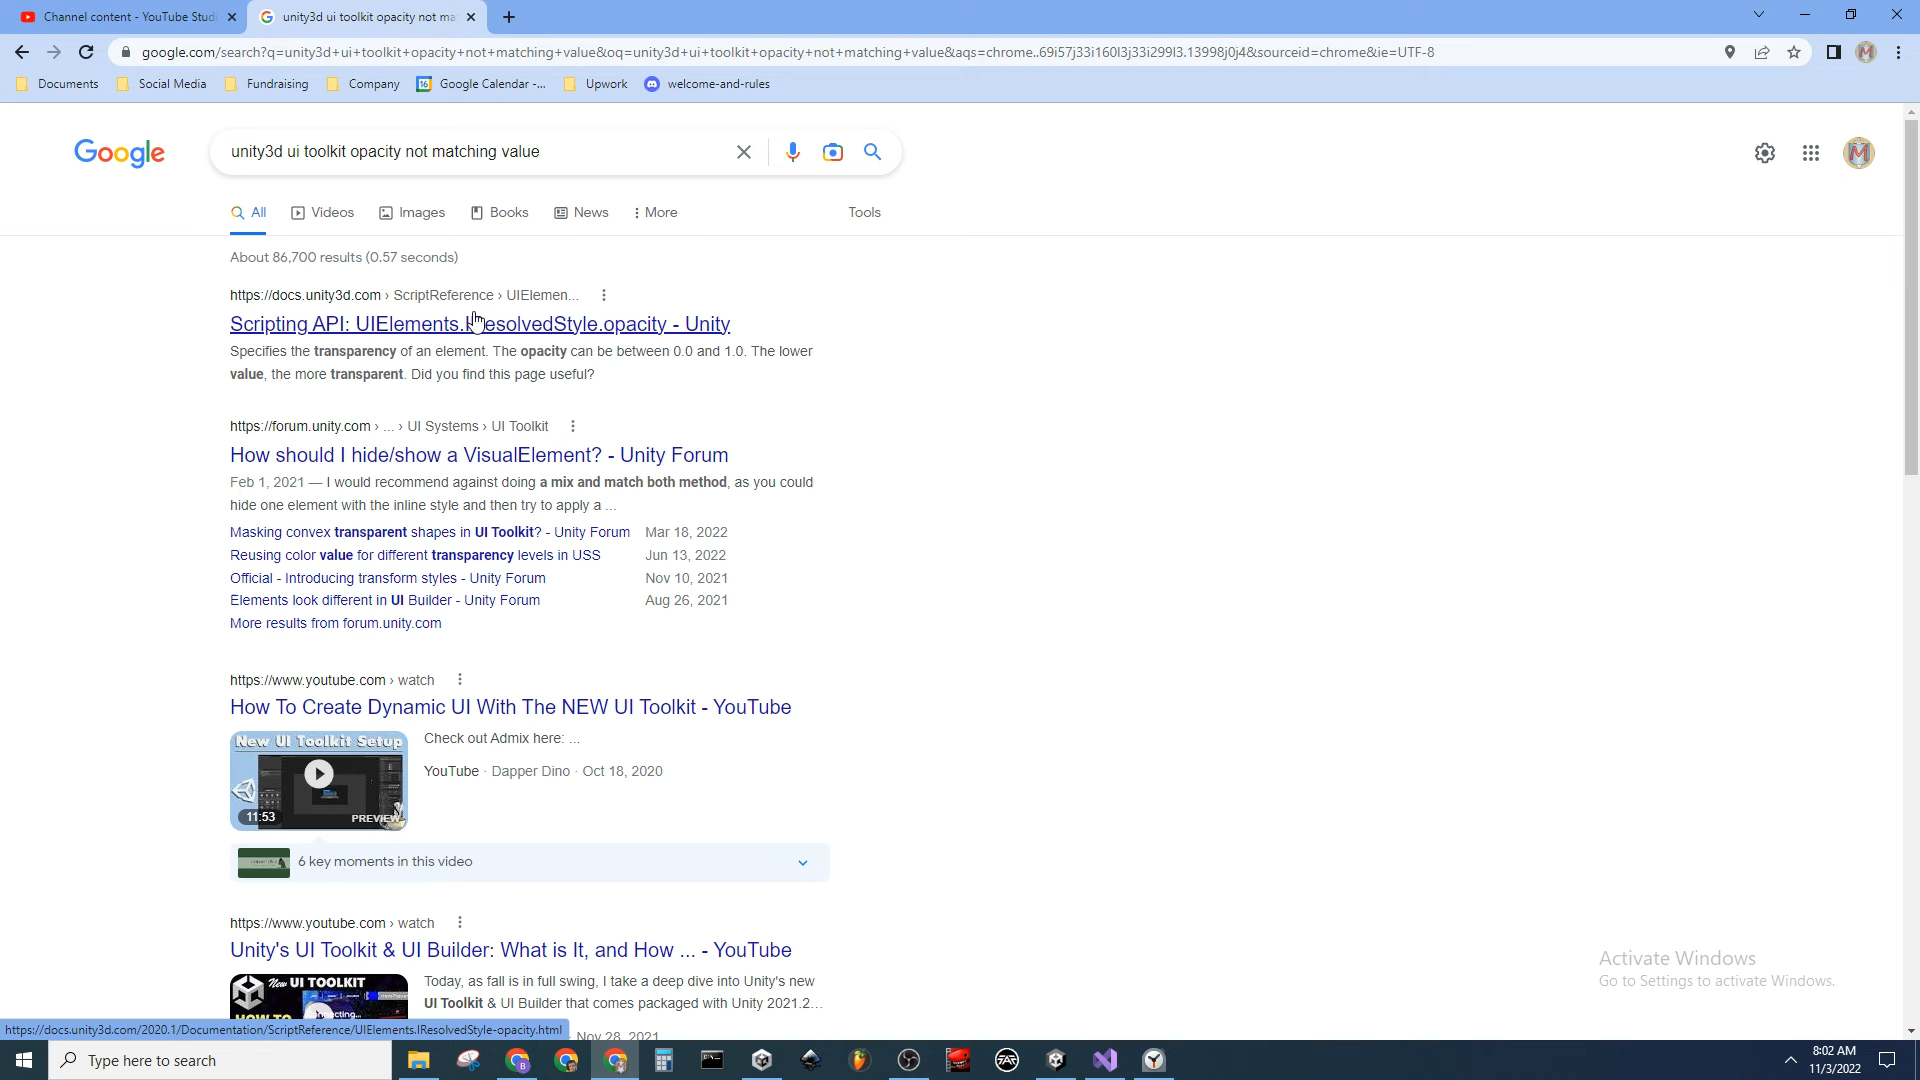 Channel content - YouTube Studi
unity3d ui toolkit opacity not ma
google.com/search?q=unity3d+ui+toolkit+opacity+not+matching+value&oq=unity3d+ui+toolkit+opacity+not+matching+value&aqs=chrome..69i57j33i160l3j33i299l3.13998j0j4&sourceid=chrome&ie=UTF-8
Documents Social Media Fundraising Company 16 Google Calendar -... Upwork welcome-and-rules
Google unity3d ui toolkit opacity not matching value M
All Videos Images Books News More Tools
About 86,700 results (0.57 seconds)
https://docs.unity3d.com › ScriptReference › UIElemen...
Scripting API: UIElements.IResolvedStyle.opacity - Unity
Specifies the transparency of an element. The opacity can be between 0.0 and 1.0. The lower
value, the more transparent. Did you find this page useful?
https://forum.unity.com › ... › UI Systems › UI Toolkit
How should I hide/show a VisualElement? - Unity Forum
Feb 1, 2021 — I would recommend against doing a mix and match both method, as you could
hide one element with the inline style and then try to apply a ...
Masking convex transparent shapes in UI Toolkit? - Unity Forum Mar 18, 2022
Reusing color value for different transparency levels in USS Jun 13, 2022
Official - Introducing transform styles - Unity Forum Nov 10, 2021
Elements look different in UI Builder - Unity Forum Aug 26, 2021
More results from forum.unity.com
https://www.youtube.com › watch
How To Create Dynamic UI With The NEW UI Toolkit - YouTube
New UI Toolkit Setup
11:53 PREVIEW
Check out Admix here: ...
YouTube · Dapper Dino · Oct 18, 2020
6 key moments in this video
https://www.youtube.com › watch
Unity's UI Toolkit & UI Builder: What is It, and How ... - YouTube
New UI TOOLKIT
Connecting...
HOW TO
Today, as fall is in full swing, I take a deep dive into Unity's new
UI Toolkit & UI Builder that comes packaged with Unity 2021.2...
Nov 28, 2021
Activate Windows
Go to Settings to activate Windows.
https://docs.unity3d.com/2020.1/Documentation/ScriptReference/UIElements.IResolvedStyle-opacity.html
Type here to search
8:02 AM
11/3/2022